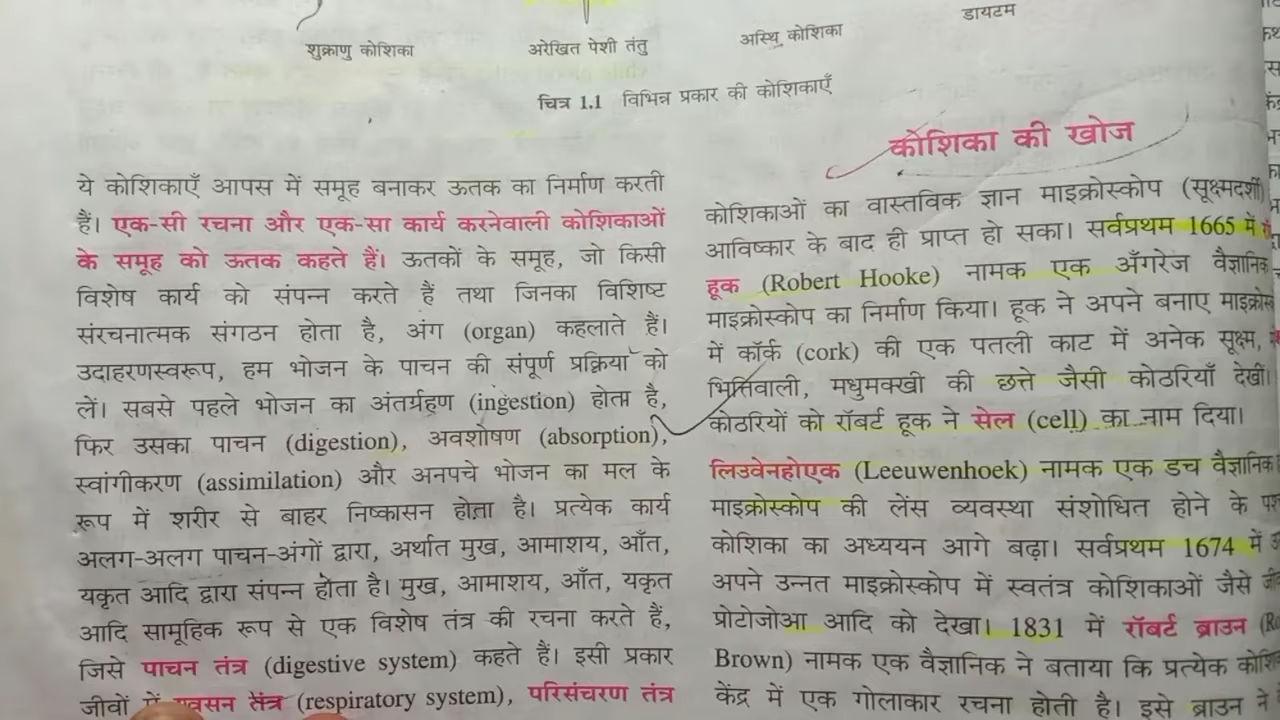 शुक्राणु कोशिका
अरेखित पेशी तंतु
अस्थि कोशिका
डायटम
चित्र 1.1 विभिन्न प्रकार की कोशिकाएँ
ये कोशिकाएँ आपस में समूह बनाकर ऊतक का निर्माण करती
हैं। एक-सी रचना और एक-सा कार्य करनेवाली कोशिकाओं
के समूह को ऊतक कहते हैं। ऊतकों के समूह, जो किसी
विशेष कार्य को संपन्न करते हैं तथा जिनका विशिष्ट
संरचनात्मक संगठन होता है, अंग (organ) कहलाते हैं।
उदाहरणस्वरूप, हम भोजन के पाचन की संपूर्ण प्रक्रिया को
लें। सबसे पहले भोजन का अंतर्ग्रहण (ingestion) होता है,
फिर उसका पाचन (digestion), अवशोषण (absorption),
स्वांगीकरण (assimilation) और अनपचे भोजन का मल के
रूप में शरीर से बाहर निष्कासन होता है। प्रत्येक कार्य
अलग-अलग पाचन-अंगों द्वारा, अर्थात मुख, आमाशय, आँत,
यकृत आदि द्वारा संपन्न होता है। मुख, आमाशय, आँत, यकृत
आदि सामूहिक रूप से एक विशेष तंत्र की रचना करते हैं,
जिसे पाचन तंत्र (digestive system) कहते हैं। इसी प्रकार
जीवों में तंत्र (respiratory system), परिसंचरण तंत्र
कोशिका की खोज
कोशिकाओं का वास्तविक ज्ञान माइक्रोस्कोप (सूक्ष्मदर्शी)
आविष्कार के बाद ही प्राप्त हो सका। सर्वप्रथम 1665 में
हूक (Robert Hooke) नामक एक अँगरेज वैज्ञानिक
माइक्रोस्कोप का निर्माण किया। हूक ने अपने बनाए
में कॉर्क (cork) की एक पतली काट में अनेक सूक्ष्म,
भित्तिवाली, मधुमक्खी की छत्ते जैसी कोठरियाँ देखीं।
कोठरियों को रॉबर्ट हूक ने सेल (cell) का नाम दिया।
लिउवेनहोएक (Leeuwenhoek) नामक एक डच वैज्ञानिक
माइक्रोस्कोप की लेंस व्यवस्था संशोधित होने के
कोशिका का अध्ययन आगे बढ़ा। सर्वप्रथम 1674 में
अपने उन्नत माइक्रोस्कोप में स्वतंत्र कोशिकाओं जैसे
प्रोटोजोआ आदि को देखा। 1831 में रॉबर्ट ब्राउन
Brown) नामक एक वैज्ञानिक ने बताया कि प्रत्येक
केंद्र में एक गोलाकार रचना होती है। इसे ब्राउन ने